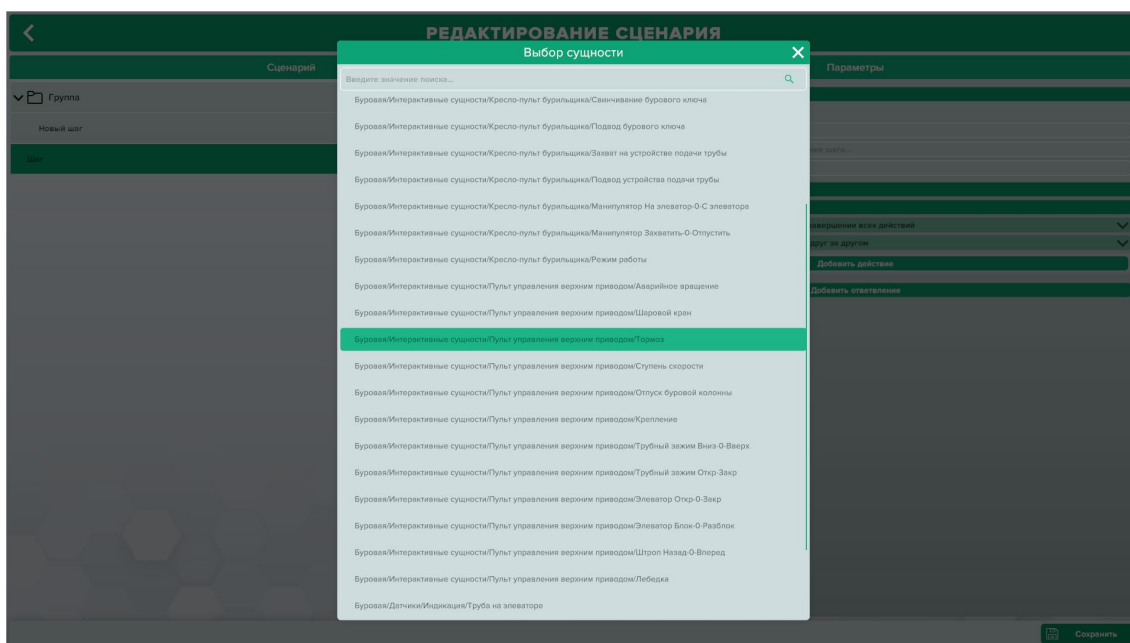 РЕДАКТИРОВАНИЕ СЦЕНАРИЯ
Выбор сущности
Сценарий
Параметры
Введите значение поиска...
Группа
Новый шаг
Шаг
Буровая/Интерактивные сущности/Кресло-пульт бурильщика/Свинчивание бурового ключа
Буровая/Интерактивные сущности/Кресло-пульт бурильщика/Подвод бурового ключа
Буровая/Интерактивные сущности/Кресло-пульт бурильщика/Захват на устройстве подачи трубы
Буровая/Интерактивные сущности/Кресло-пульт бурильщика/Подвод устройства подачи трубы
Буровая/Интерактивные сущности/Кресло-пульт бурильщика/Манипулятор На элеватор-0-С элеватора
Буровая/Интерактивные сущности/Кресло-пульт бурильщика/Манипулятор Захватить-0-Отпустить
Буровая/Интерактивные сущности/Кресло-пульт бурильщика/Режим работы
Буровая/Интерактивные сущности/Пульт управления верхним приводом/Аварийное вращение
Буровая/Интерактивные сущности/Пульт управления верхним приводом/Шаровой кран
Буровая/Интерактивные сущности/Пульт управления верхним приводом/Тормоз
Буровая/Интерактивные сущности/Пульт управления верхним приводом/Ступень скорости
Буровая/Интерактивные сущности/Пульт управления верхним приводом/Отпуск буровой колонны
Буровая/Интерактивные сущности/Пульт управления верхним приводом/Крепление
Буровая/Интерактивные сущности/Пульт управления верхним приводом/Трубный зажим Вниз-0-Вверх
Буровая/Интерактивные сущности/Пульт управления верхним приводом/Трубный зажим Откр-Закр
Буровая/Интерактивные сущности/Пульт управления верхним приводом/Элеватор Откр-0-Закр
Буровая/Интерактивные сущности/Пульт управления верхним приводом/Элеватор Блок-0-Разблок
Буровая/Интерактивные сущности/Пульт управления верхним приводом/Штроп Назад-0-Вперед
Буровая/Интерактивные сущности/Пульт управления верхним приводом/Лебедка
Буровая/Датчики/Индикация/Труба на элеваторе
шага...
завершении всех действий
друг за другом
Добавить действие
Добавить ответвление
Сохранить